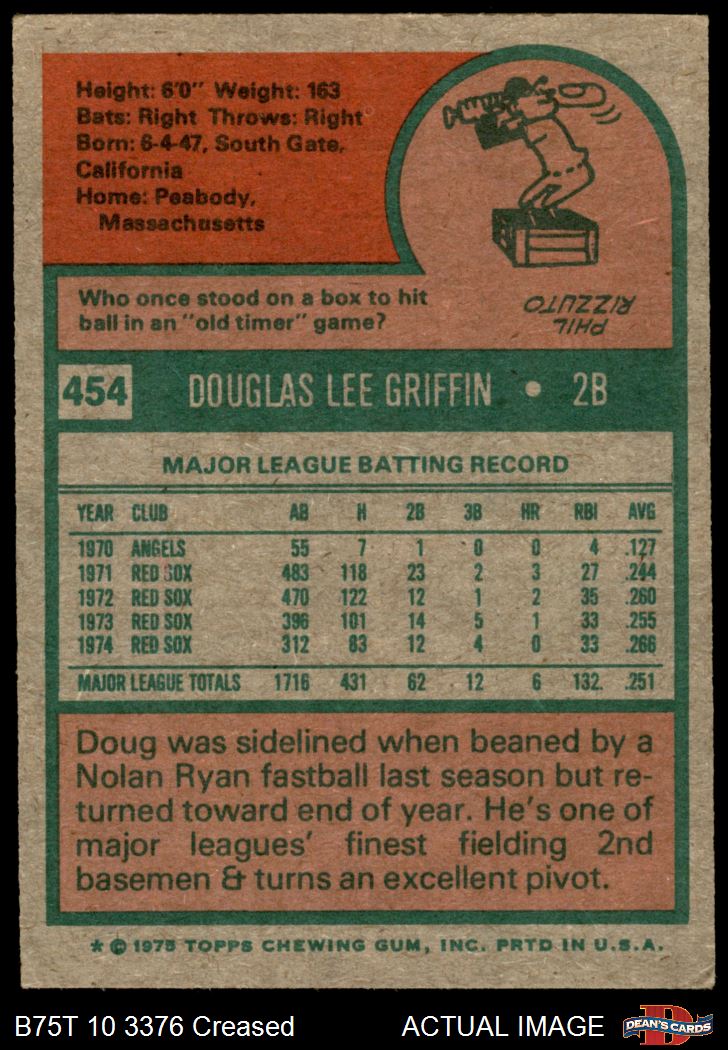 Height: 6'0" Weight: 163
Bats: Right Throws: Right
Born: 6-4-47, South Gate,
California
Home: Peabody,
Massachusetts
Who once stood on a box to hit
ball in an "old timer" game?
PHIL
RIZZUTO
454 DOUGLAS LEE GRIFFIN • 2B
MAJOR LEAGUE BATTING RECORD
YEAR CLUB AB H 2B 3B HR RBI AVG
1970 ANGELS 55 7 1 0 0 4 .127
1971 RED SOX 483 118 23 2 3 27 .244
1972 RED SOX 470 122 12 1 2 35 .260
1973 RED SOX 396 101 14 5 1 33 .255
1974 RED SOX 312 83 12 4 0 33 .266
MAJOR LEAGUE TOTALS 1716 431 62 12 6 132. .251
Doug was sidelined when beaned by a
Nolan Ryan fastball last season but re-
turned toward end of year. He's one of
major leagues' finest fielding 2nd
basemen & turns an excellent pivot.
* © 1975 TOPPS CHEWING GUM, INC. PRTD IN U.S.A.
B75T 10 3376 Creased ACTUAL IMAGE
D
DEAN'S CARDS